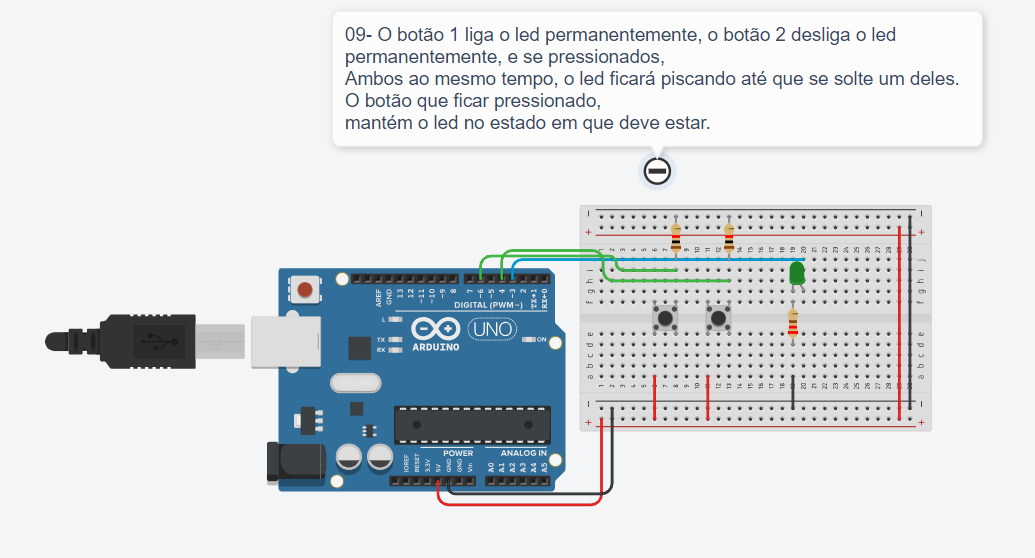 09- O botão 1 liga o led permanentemente, o botão 2 desliga o led
permanentemente, e se pressionados,
Ambos ao mesmo tempo, o led ficará piscando até que se solte um deles.
O botão que ficar pressionado,
mantém o led no estado em que deve estar.
AREF
GND
13
12
~11
~10
~9
8
7
~6
~5
4
~3
2
TX→1
RX←0
DIGITAL (PWM~)
L
TX
RX
UNO
ARDUINO
ON
POWER
ANALOG IN
IOREF
RESET
3.3V
5V
GND
GND
Vin
A0
A1
A2
A3
A4
A5